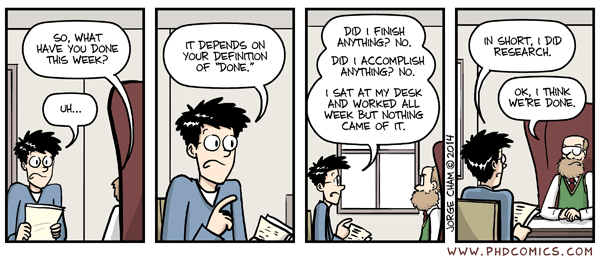 SO, WHAT
HAVE YOU DONE
THIS WEEK?
UH...
IT DEPENDS ON
YOUR DEFINITION
OF "DONE."
DID I FINISH
ANYTHING? NO.
DID I ACCOMPLISH
ANYTHING? NO.
I SAT AT MY DESK
AND WORKED ALL
WEEK BUT NOTHING
CAME OF IT.
JORGE CHAM © 2014
IN SHORT, I DID
RESEARCH.
OK, I THINK
WE'RE DONE.
WWW.PHDCOMICS.COM